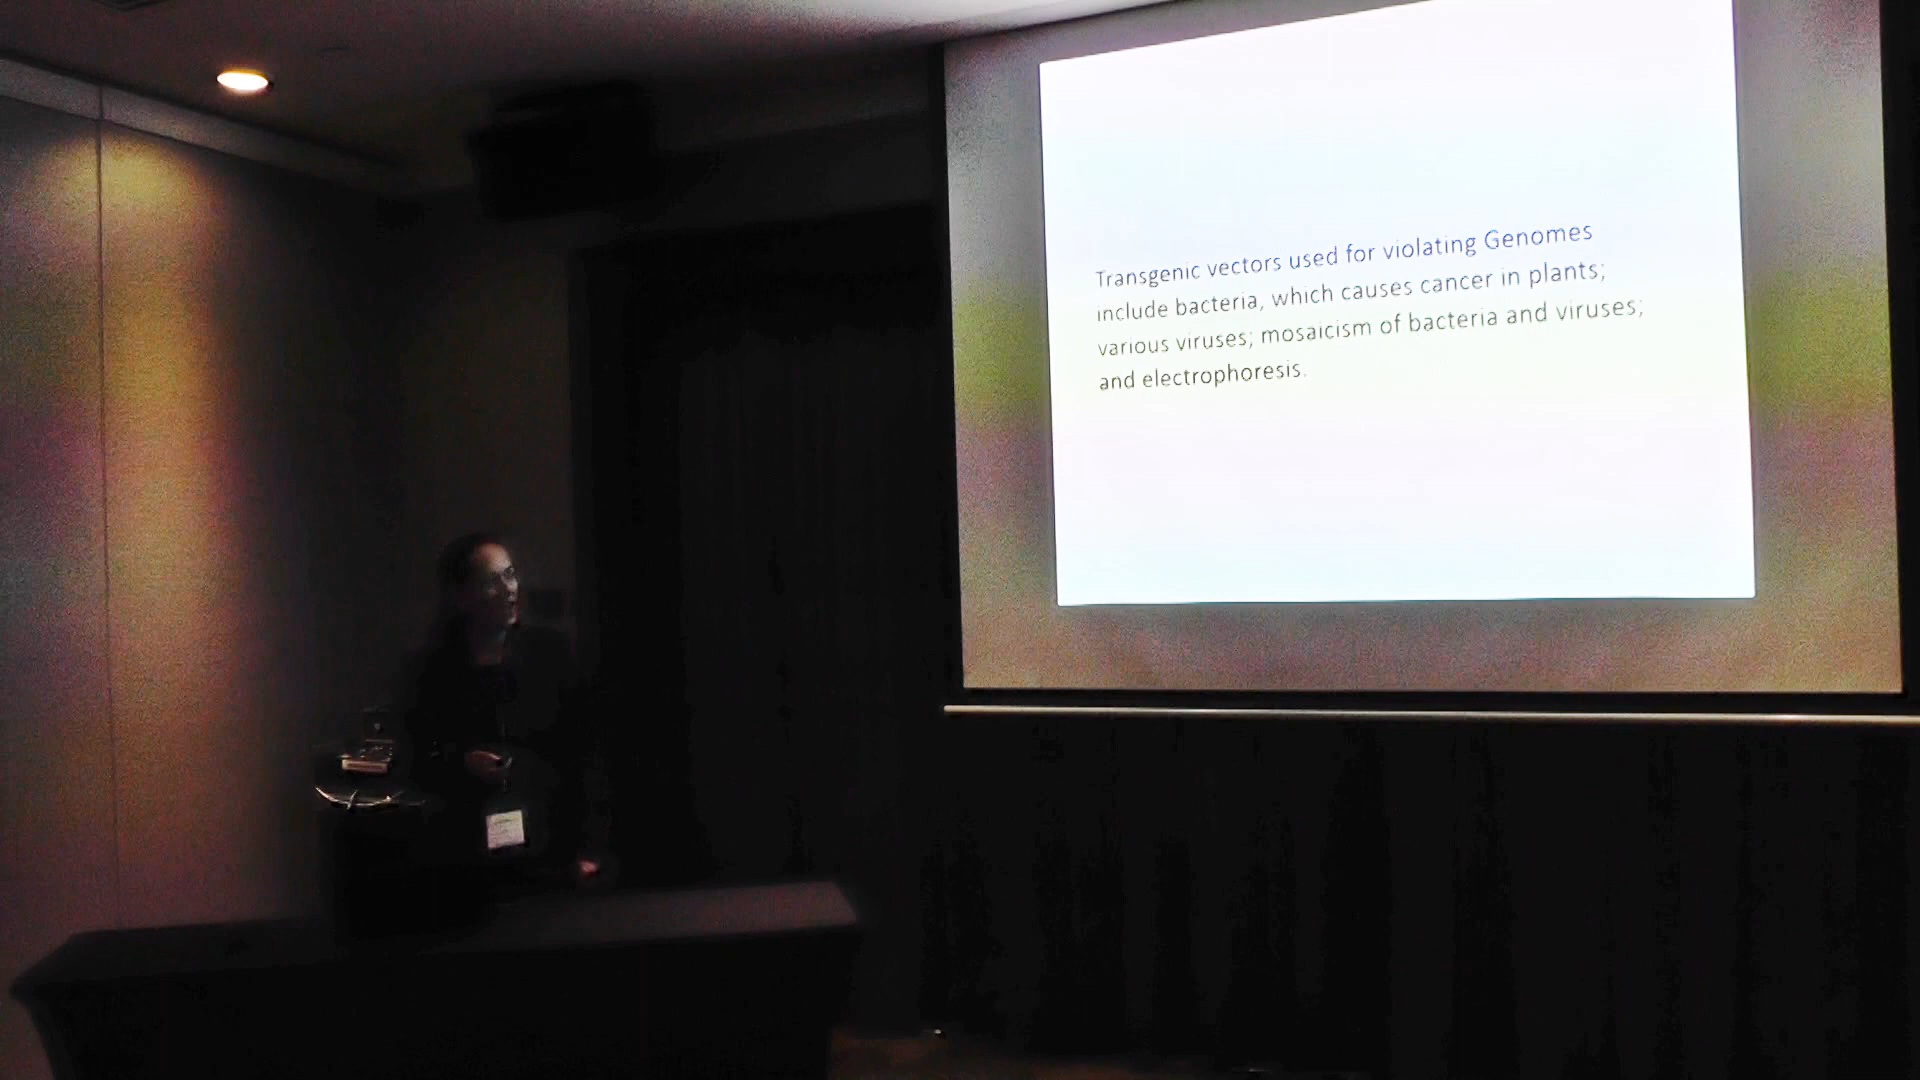 Transgenic vectors used for violating Genomes
include bacteria, which causes cancer in plants;
various viruses; mosaicism of bacteria and viruses;
and electrophoresis.